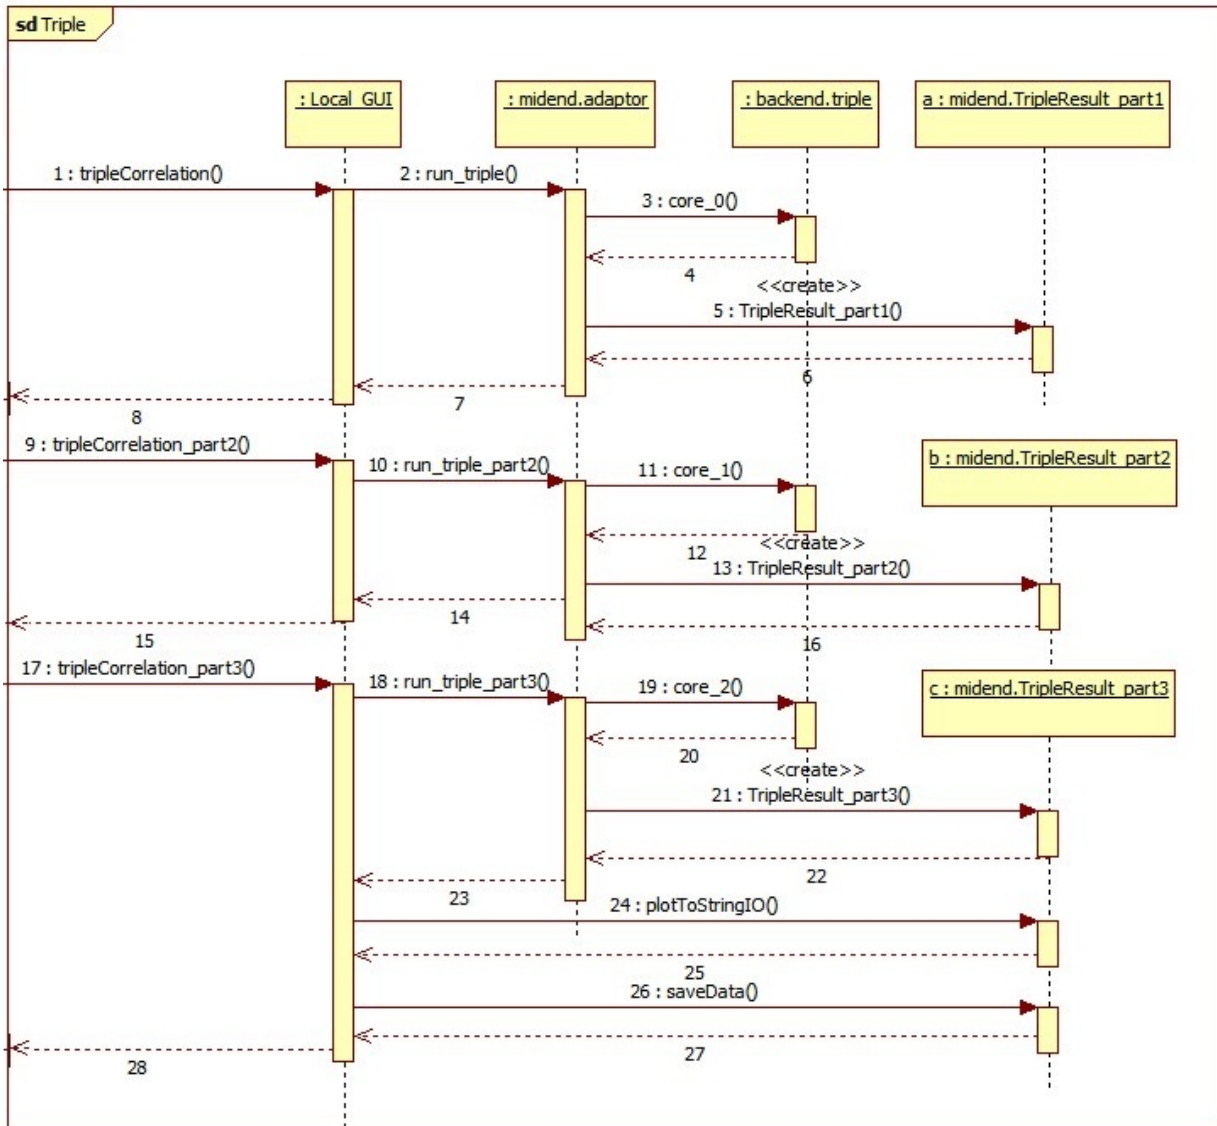 sd Triple
: Local_GUI
: midend.adaptor
: backend.triple
a : midend.TripleResult_part1
1 : tripleCorrelation()
2 : run_triple()
3 : core_0()
4
<<create>>
5 : TripleResult_part1()
6
7
8
9 : tripleCorrelation_part2()
b : midend.TripleResult_part2
10 : run_triple_part2()
11 : core_1()
12
<<create>>
13 : TripleResult_part2()
14
15
16
17 : tripleCorrelation_part3()
18 : run_triple_part3()
19 : core_2()
c : midend.TripleResult_part3
20
<<create>>
21 : TripleResult_part3()
22
23
24 : plotToStringIO()
25
26 : saveData()
27
28